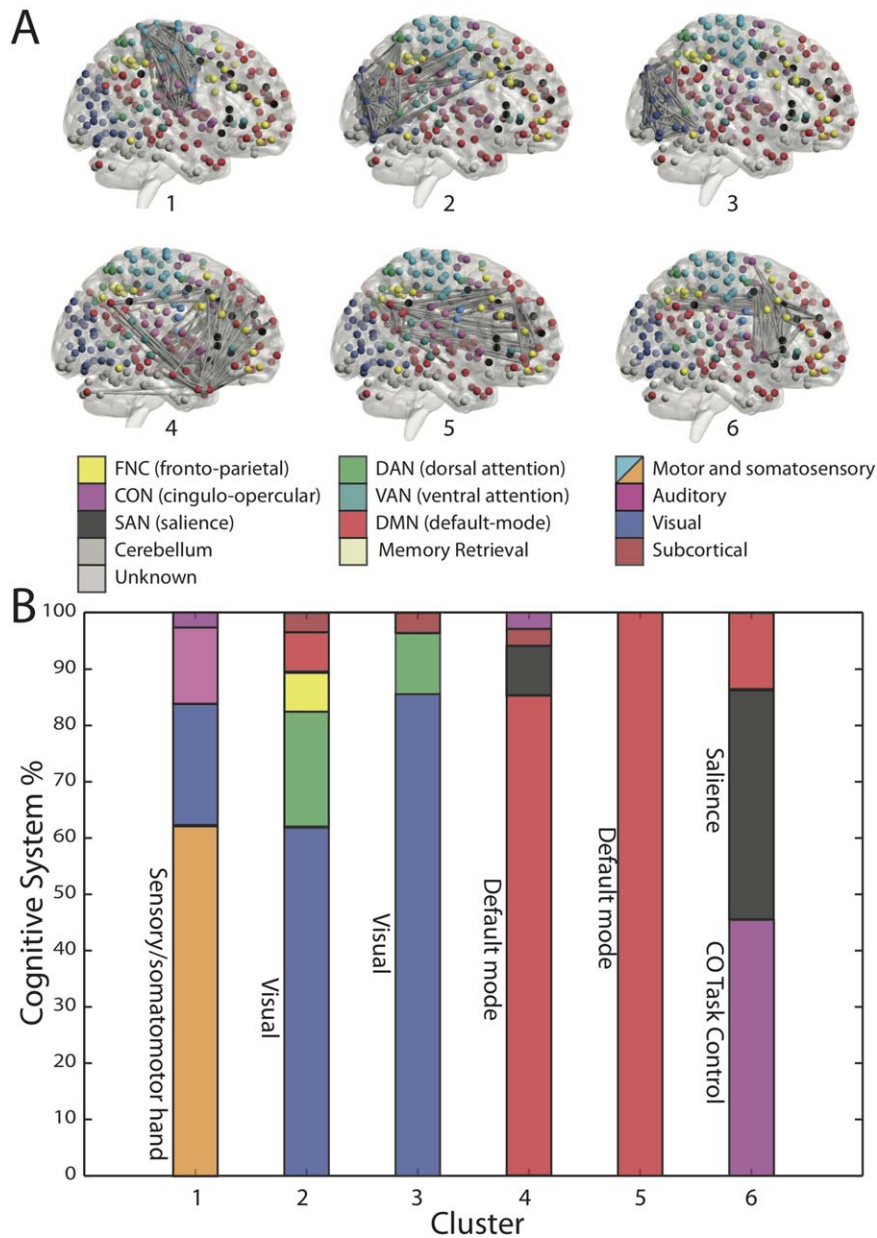 A
1
2
3
4
5
6
FNC (fronto-parietal)
CON (cingulo-opercular)
SAN (salience)
Cerebellum
Unknown
DAN (dorsal attention)
VAN (ventral attention)
DMN (default-mode)
Memory Retrieval
Motor and somatosensory
Auditory
Visual
Subcortical
B
Cognitive System %
100
90
80
70
60
50
40
30
20
10
0
Sensory/somatomotor hand
Visual
Visual
Default mode
Default mode
Salience
CO Task Control
1
2
3
4
5
6
Cluster